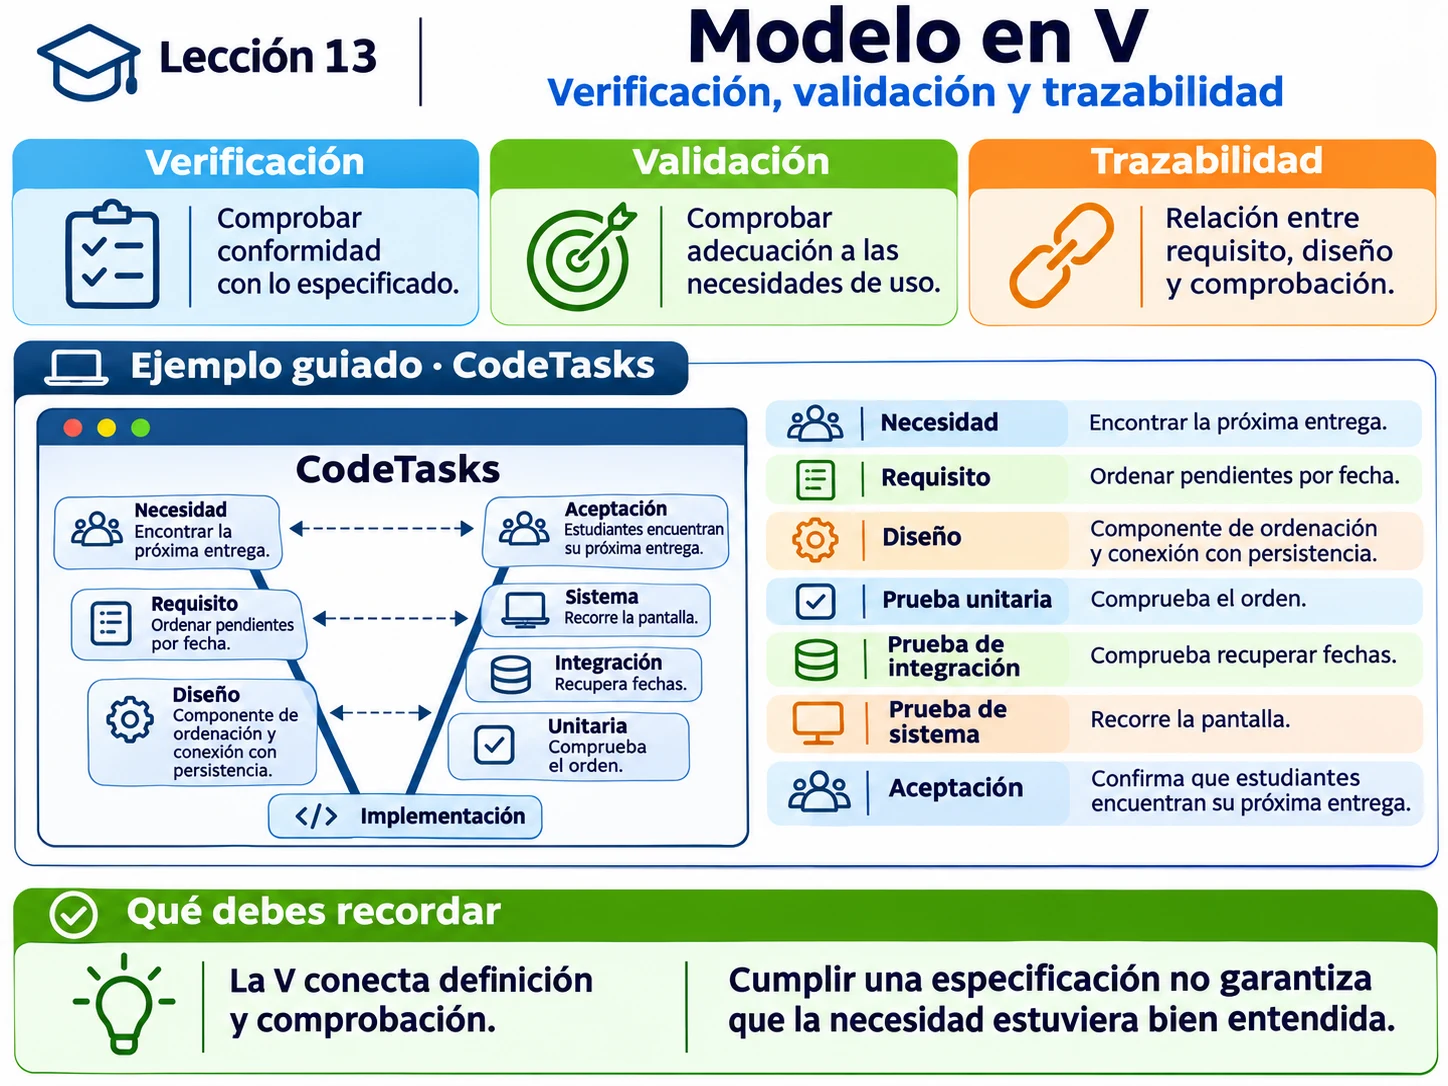 Lección 13
Modelo en V
Verificación, validación y trazabilidad
Verificación
Comprobar
conformidad
con lo especificado.
Validación
Comprobar
adecuación a las
necesidades de uso.
Trazabilidad
Relación entre
requisito, diseño
y comprobación.
Ejemplo guiado · CodeTasks
CodeTasks
Necesidad
Encontrar la
próxima entrega.
Aceptación
Estudiantes encuentran
su próxima entrega.
Requisito
Ordenar pendientes
por fecha.
Sistema
Recorre la pantalla.
Integración
Recupera fechas.
Diseño
Componente de
ordenación y
conexión con
persistencia.
Unitaria
Comprueba
el orden.
</> Implementación
Necesidad
Encontrar la próxima entrega.
Requisito
Ordenar pendientes por fecha.
Diseño
Componente de ordenación
y conexión con persistencia.
Prueba unitaria
Comprueba el orden.
Prueba de
integración
Comprueba recuperar fechas.
Prueba de
sistema
Recorre la pantalla.
Aceptación
Confirma que estudiantes
encuentran su próxima entrega.
Qué debes recordar
La V conecta definición
y comprobación.
Cumplir una especificación no garantiza
que la necesidad estuviera bien entendida.